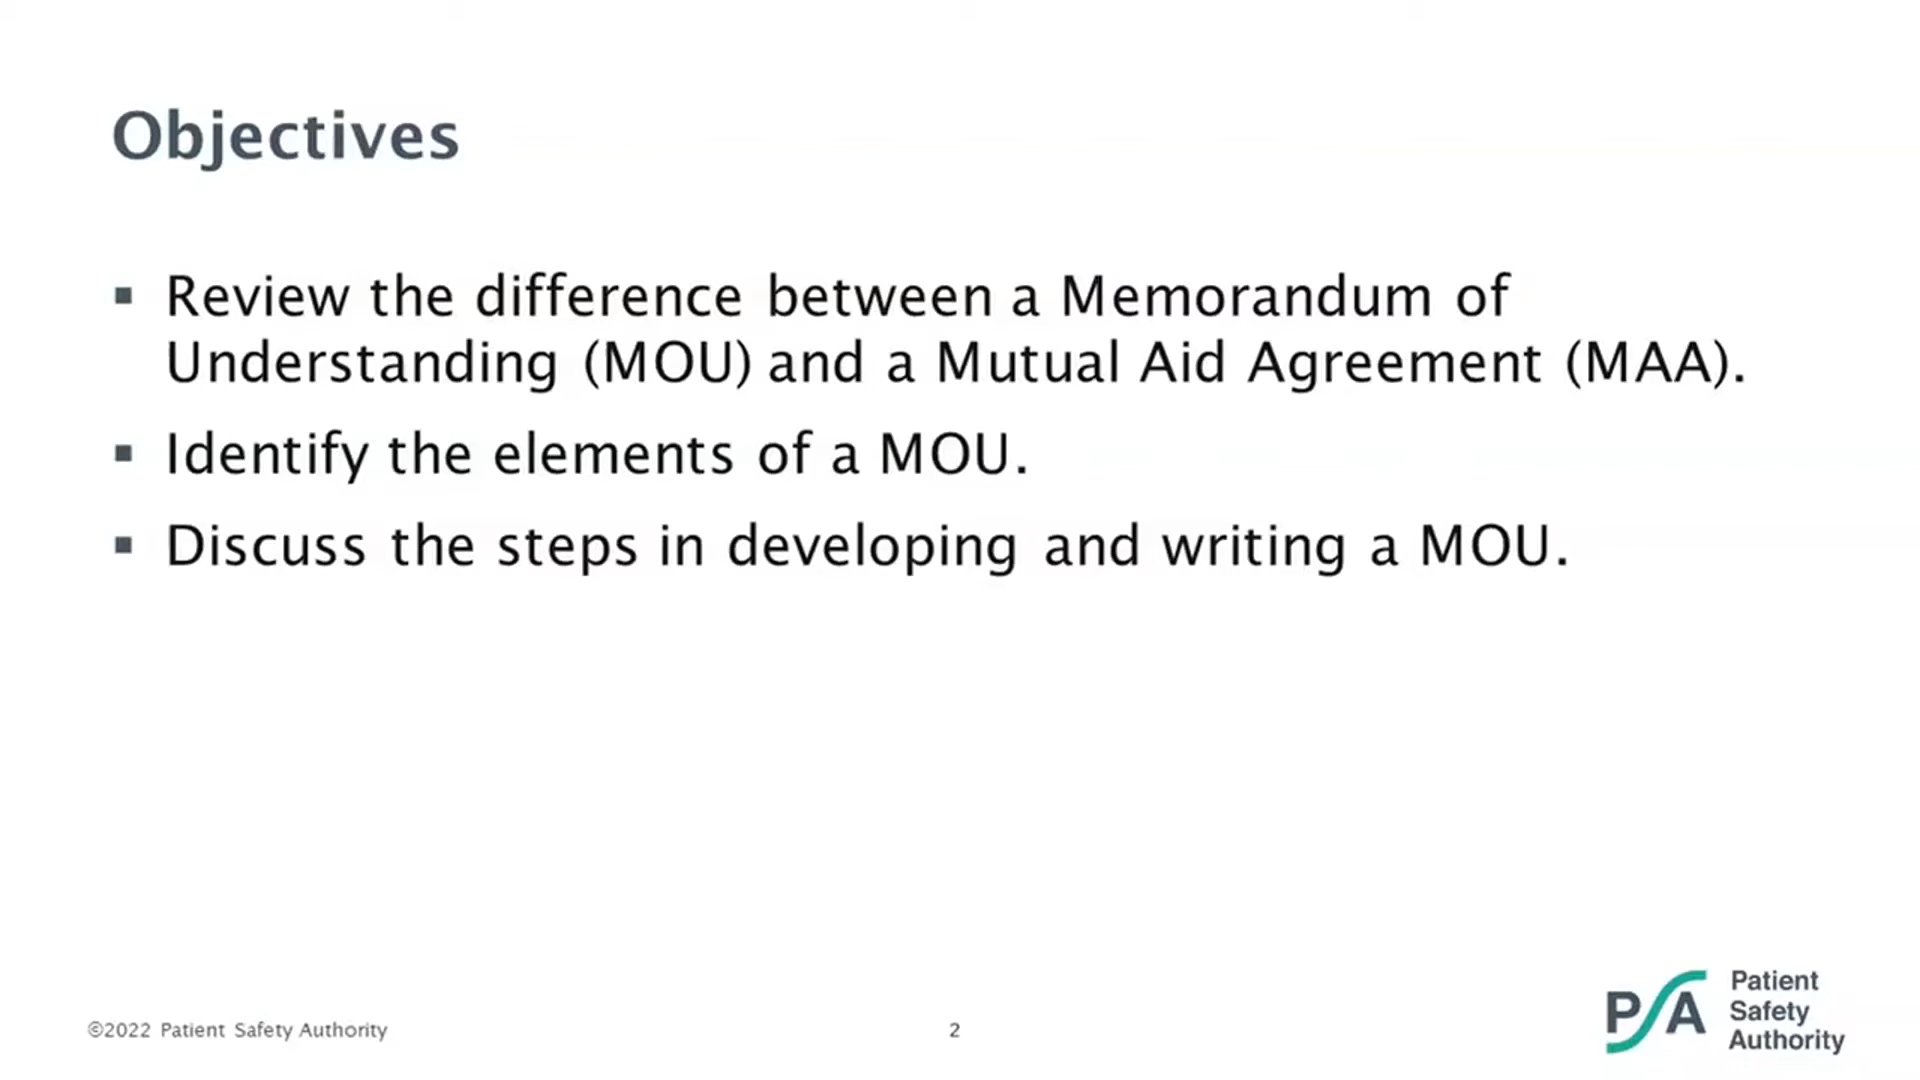 Objectives
▪ Review the difference between a Memorandum of
Understanding (MOU) and a Mutual Aid Agreement (MAA).
▪ Identify the elements of a MOU.
▪ Discuss the steps in developing and writing a MOU.
©2022 Patient Safety Authority
2
PSA
Patient
Safety
Authority